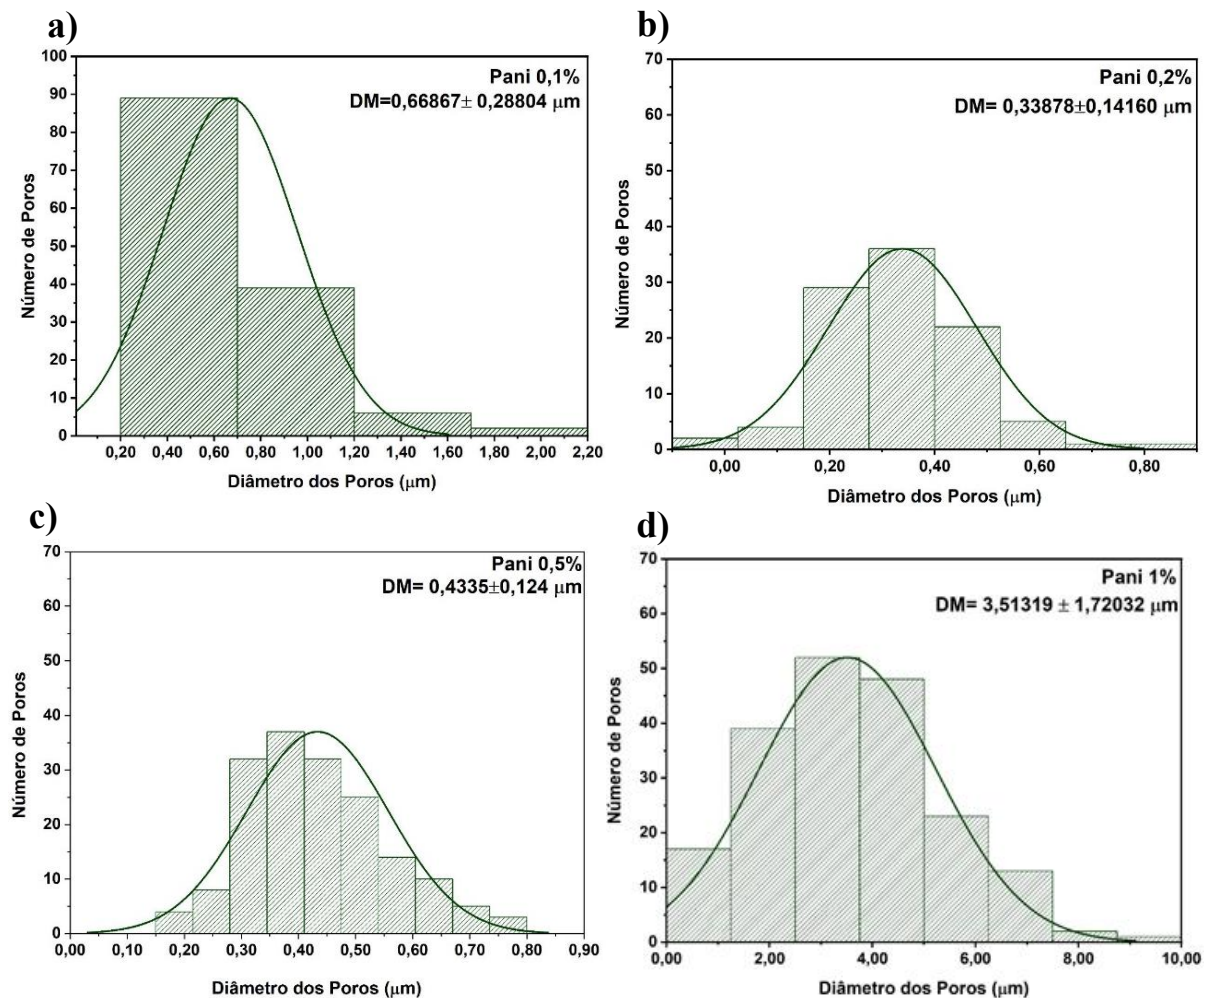 a)
Pani 0,1%
DM=0,66867± 0,28804 μm
100
90
80
70
60
50
40
30
20
10
0
Número de Poros
0,20 0,40 0,60 0,80 1,00 1,20 1,40 1,60 1,80 2,00 2,20
Diâmetro dos Poros (μm)
b)
Pani 0,2%
DM= 0,33878±0,14160 μm
70
60
50
40
30
20
10
0
Número de Poros
0,00 0,20 0,40 0,60 0,80
Diâmetro dos Poros (μm)
c)
Pani 0,5%
DM= 0,4335±0,124 μm
70
60
50
40
30
20
10
0
Número de Poros
0,00 0,10 0,20 0,30 0,40 0,50 0,60 0,70 0,80 0,90
Diâmetro dos Poros (μm)
d)
Pani 1%
DM= 3,51319 ± 1,72032 μm
70
60
50
40
30
20
10
0
Número de Poros
0,00 2,00 4,00 6,00 8,00 10,00
Diâmetro dos Poros (μm)